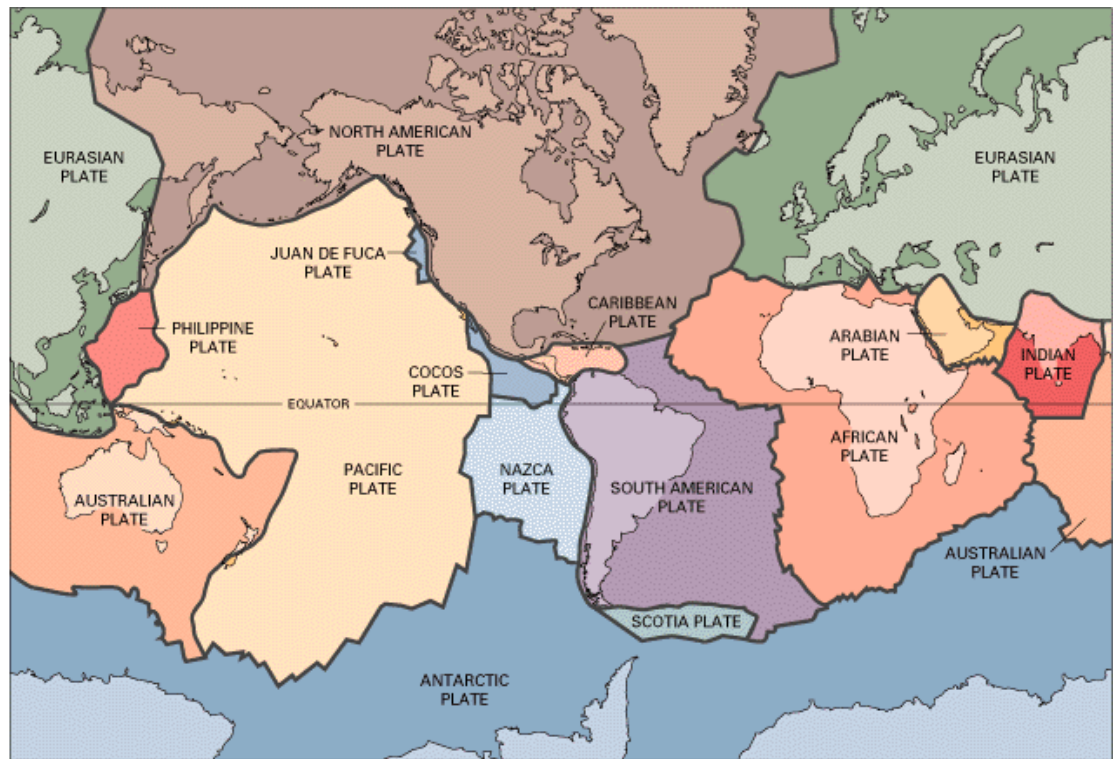 NORTH AMERICAN
PLATE
EURASIAN
PLATE
EURASIAN
PLATE
JUAN DE FUCA
PLATE
CARIBBEAN
PLATE
PHILIPPINE
PLATE
ARABIAN
PLATE
INDIAN
PLATE
COCOS
PLATE
EQUATOR
AFRICAN
PLATE
PACIFIC
PLATE
NAZCA
PLATE
SOUTH AMERICAN
PLATE
AUSTRALIAN
PLATE
AUSTRALIAN
PLATE
SCOTIA PLATE
ANTARCTIC
PLATE